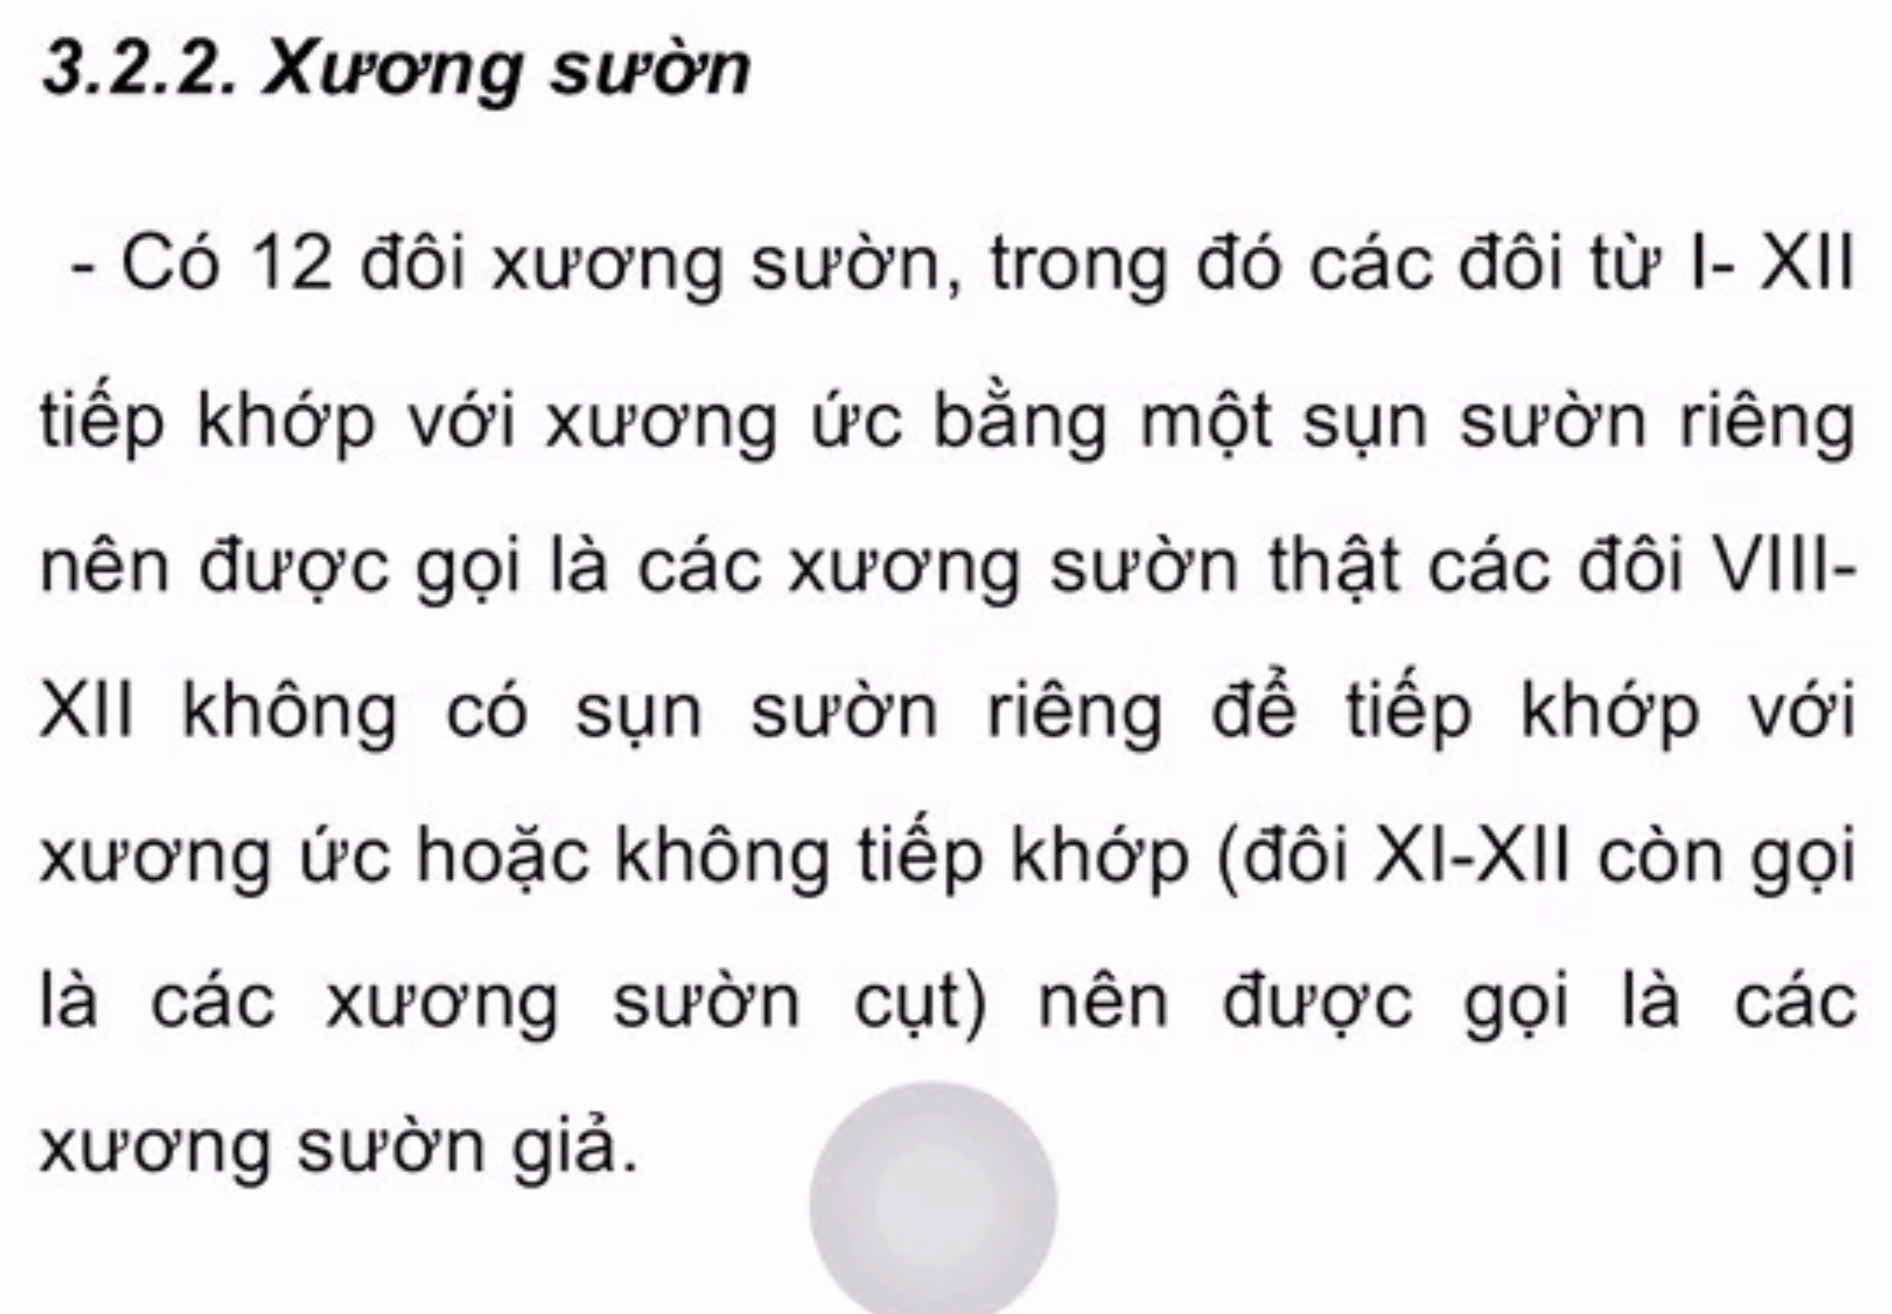 3.2.2. Xương sườn
- Có 12 đôi xương sườn, trong đó các đôi từ I- XII
tiếp khớp với xương ức bằng một sụn sườn riêng
nên được gọi là các xương sườn thật các đôi VIII-
XII không có sụn sườn riêng để tiếp khớp với
xương ức hoặc không tiếp khớp (đôi XI-XII còn gọi
là các xương sườn cụt) nên được gọi là các
xương sườn giả.